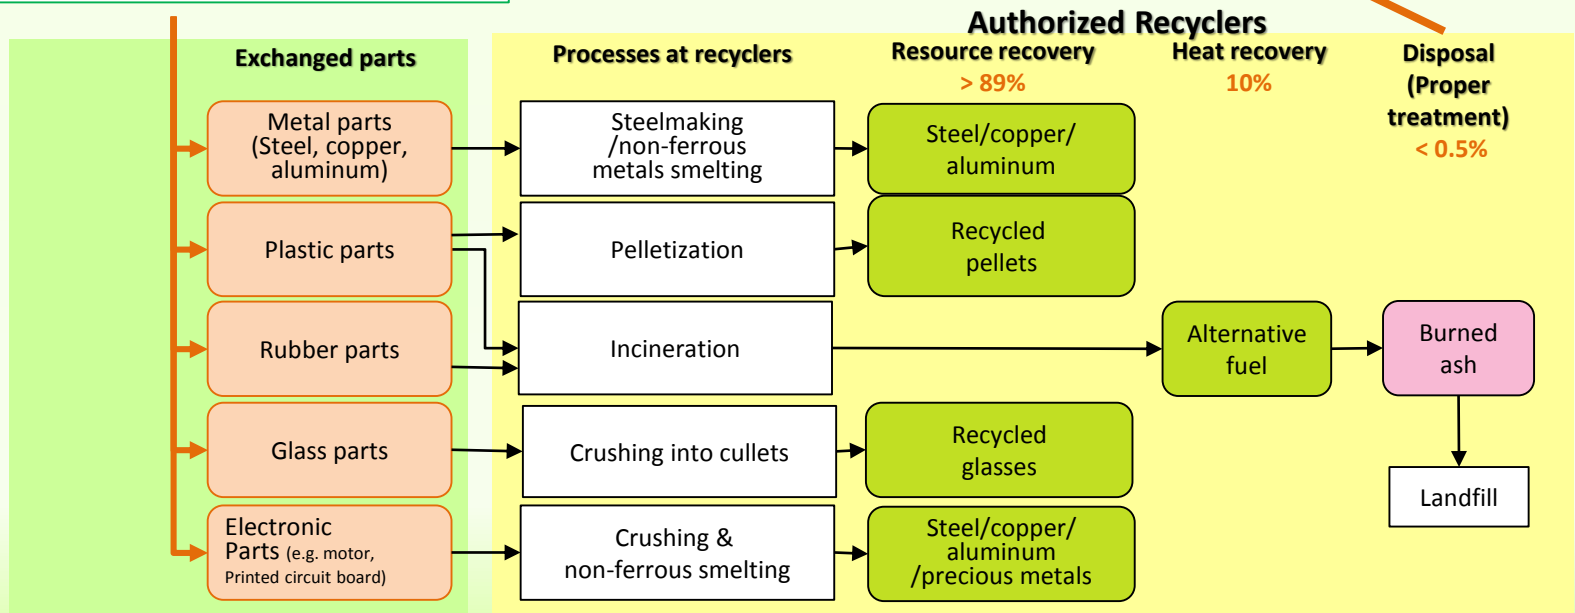 Authorized Recyclers
Exchanged parts
Processes at recyclers
Resource recovery
> 89%
Heat recovery
10%
Disposal
(Proper
treatment)
< 0.5%
Metal parts
(Steel, copper,
aluminum)
Steelmaking
/non-ferrous
metals smelting
Steel/copper/
aluminum
Plastic parts
Pelletization
Recycled
pellets
Rubber parts
Incineration
Alternative
fuel
Burned
ash
Glass parts
Crushing into cullets
Recycled
glasses
Landfill
Electronic
Parts (e.g. motor,
Printed circuit board)
Crushing &
non-ferrous smelting
Steel/copper/
aluminum
/precious metals